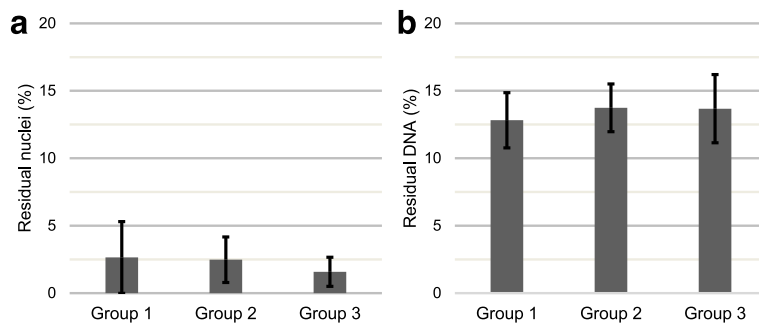 a
Residual nuclei (%)
20
15
10
5
0
Group 1 Group 2 Group 3
b
Residual DNA (%)
20
15
10
5
0
Group 1 Group 2 Group 3